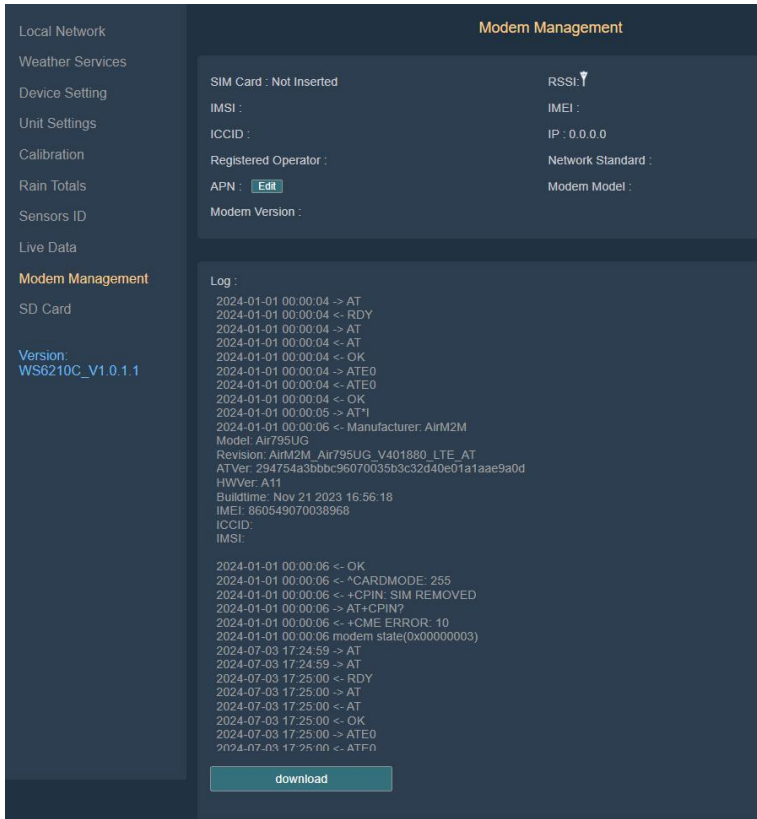 Local Network
Weather Services
Device Setting
Unit Settings
Calibration
Rain Totals
Sensors ID
Live Data
Modem Management
SD Card
Version:
WS6210C_V1.0.1.1
Modem Management
SIM Card : Not Inserted
RSSI:
IMSI :
IMEI :
ICCID :
IP : 0.0.0.0
Registered Operator :
Network Standard :
APN : Edit
Modem Model :
Modem Version :
Log :
2024-01-01 00:00:04 -> AT
2024-01-01 00:00:04 <- RDY
2024-01-01 00:00:04 -> AT
2024-01-01 00:00:04 <- AT
2024-01-01 00:00:04 <- OK
2024-01-01 00:00:04 -> ATE0
2024-01-01 00:00:04 <- ATE0
2024-01-01 00:00:04 <- OK
2024-01-01 00:00:05 -> AT*I
2024-01-01 00:00:06 <- Manufacturer: AirM2M
Model: Air795UG
Revision: AirM2M_Air795UG_V401880_LTE_AT
ATVer: 294754a3bbbc96070035b3c32d40e01a1aae9a0d
HWVer: A11
Buildtime: Nov 21 2023 16:56:18
IMEI: 860549070038968
ICCID:
IMSI:
2024-01-01 00:00:06 <- OK
2024-01-01 00:00:06 <- ^CARDMODE: 255
2024-01-01 00:00:06 <- +CPIN: SIM REMOVED
2024-01-01 00:00:06 -> AT+CPIN?
2024-01-01 00:00:06 <- +CME ERROR: 10
2024-01-01 00:00:06 modem state(0x00000003)
2024-07-03 17:24:59 -> AT
2024-07-03 17:24:59 -> AT
2024-07-03 17:25:00 <- RDY
2024-07-03 17:25:00 -> AT
2024-07-03 17:25:00 <- AT
2024-07-03 17:25:00 <- OK
2024-07-03 17:25:00 -> ATE0
2024-07-03 17:25:00 <- ATE0
download